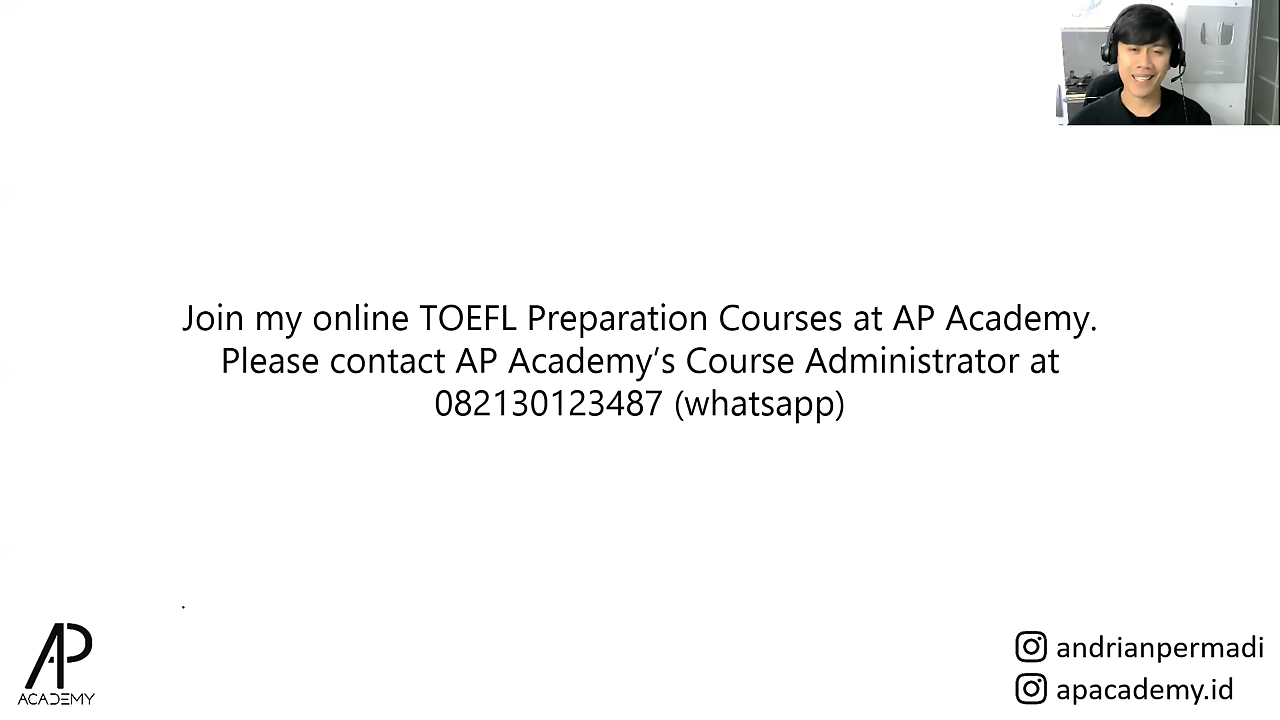 Join my online TOEFL Preparation Courses at AP Academy.
Please contact AP Academy’s Course Administrator at
082130123487 (whatsapp)
AP
ACADEMY
andrianpermadi
apacademy.id